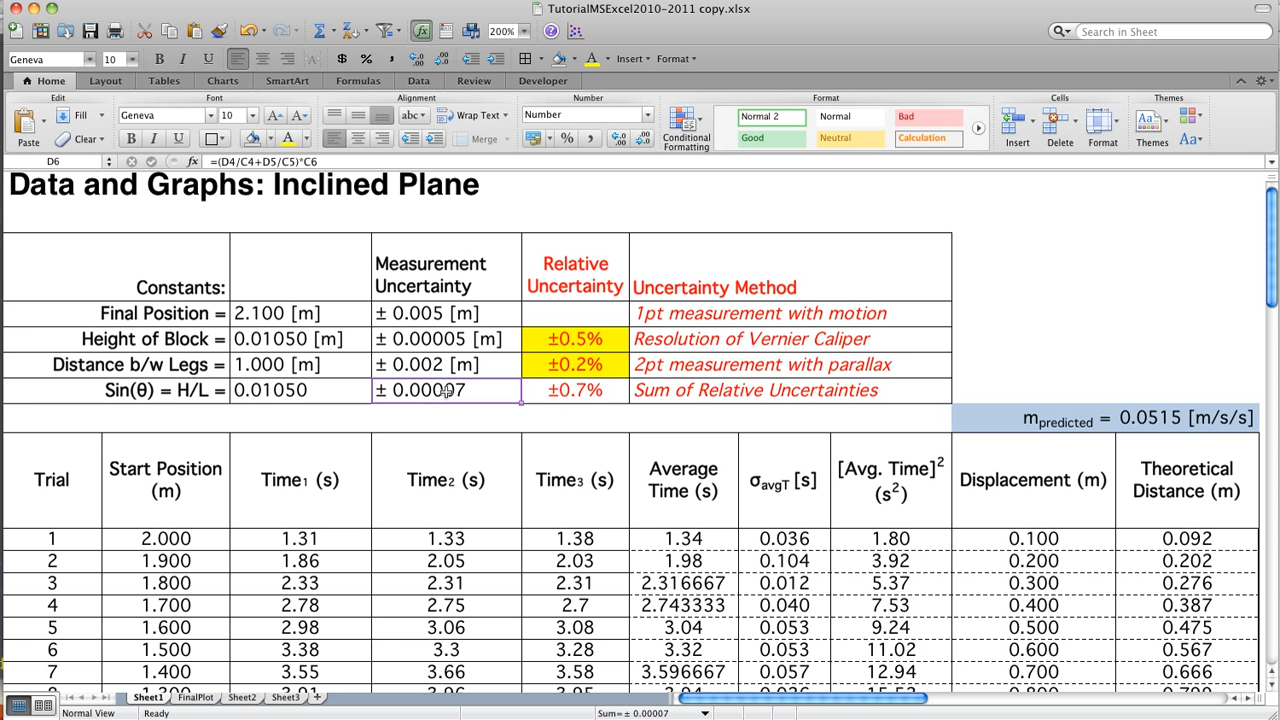 TutorialMSExcel2010-2011 copy.xlsx
200%
Search in Sheet
Geneva 10 B I U $ % , Insert Format
Home Layout Tables Charts SmartArt Formulas Data Review Developer
Edit Font Alignment Number Format Cells Themes
Paste Fill Clear Geneva 10 A A abc Wrap Text Number Normal 2 Normal Bad
B I U A Merge % , Conditional Formatting Good Neutral Calculation Insert Delete Format Themes Aa
D6 fx =(D4/C4+D5/C5)*C6
Data and Graphs: Inclined Plane
Constants: Measurement Uncertainty Relative Uncertainty Uncertainty Method
Final Position = 2.100 [m] ± 0.005 [m] 1pt measurement with motion
Height of Block = 0.01050 [m] ± 0.00005 [m] ±0.5% Resolution of Vernier Caliper
Distance b/w Legs = 1.000 [m] ± 0.002 [m] ±0.2% 2pt measurement with parallax
Sin(θ) = H/L = 0.01050 ± 0.00007 ±0.7% Sum of Relative Uncertainties
mpredicted = 0.0515 [m/s/s]
Trial Start Position (m) Time1 (s) Time2 (s) Time3 (s) Average Time (s) σavgT [s] [Avg. Time]² (s²) Displacement (m) Theoretical Distance (m)
1 2.000 1.31 1.33 1.38 1.34 0.036 1.80 0.100 0.092
2 1.900 1.86 2.05 2.03 1.98 0.104 3.92 0.200 0.202
3 1.800 2.33 2.31 2.31 2.316667 0.012 5.37 0.300 0.276
4 1.700 2.78 2.75 2.7 2.743333 0.040 7.53 0.400 0.387
5 1.600 2.98 3.06 3.08 3.04 0.053 9.24 0.500 0.475
6 1.500 3.38 3.3 3.28 3.32 0.053 11.02 0.600 0.567
7 1.400 3.55 3.66 3.58 3.596667 0.057 12.94 0.700 0.666
Sheet1 FinalPlot Sheet2 Sheet3
Normal View Ready Sum=± 0.00007